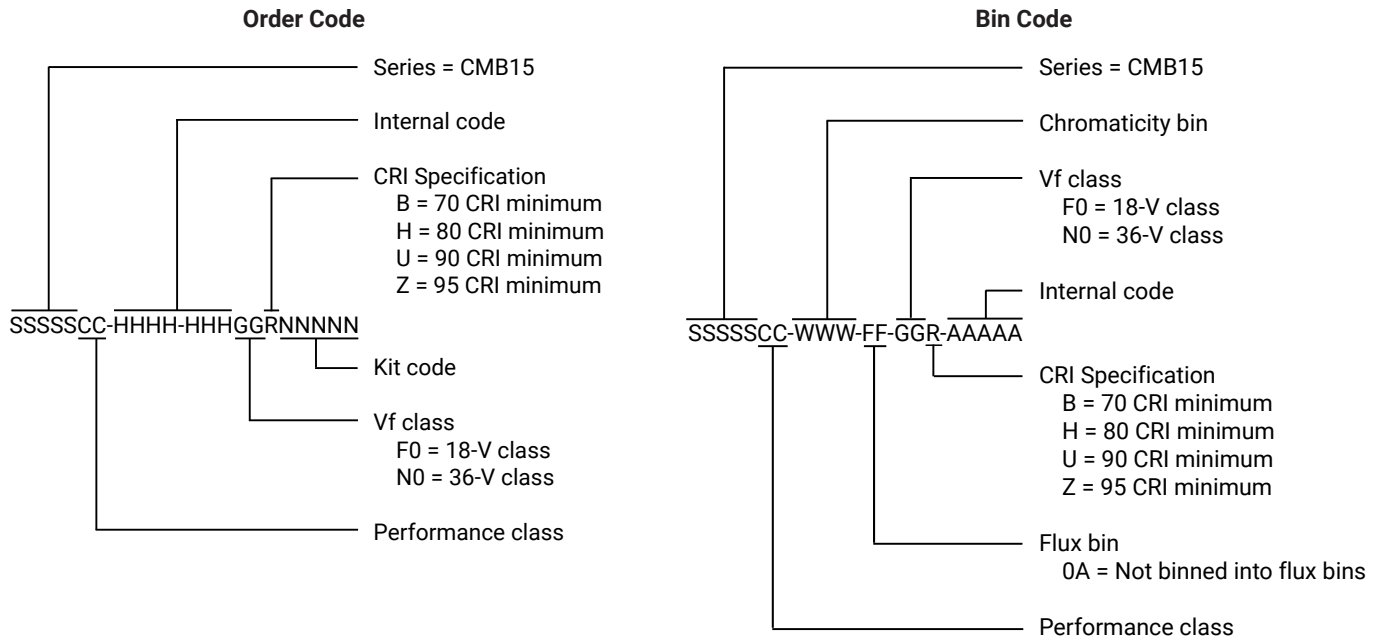 Order Code
Series = CMB15
Internal code
CRI Specification
B = 70 CRI minimum
H = 80 CRI minimum
U = 90 CRI minimum
Z = 95 CRI minimum
SSSSSCC-HHHH-HHHGGRNNNNN
Kit code
Vf class
F0 = 18-V class
N0 = 36-V class
Performance class
Bin Code
Series = CMB15
Chromaticity bin
Vf class
F0 = 18-V class
N0 = 36-V class
Internal code
SSSSSCC-WWW-FF-GGR-AAAAA
CRI Specification
B = 70 CRI minimum
H = 80 CRI minimum
U = 90 CRI minimum
Z = 95 CRI minimum
Flux bin
0A = Not binned into flux bins
Performance class